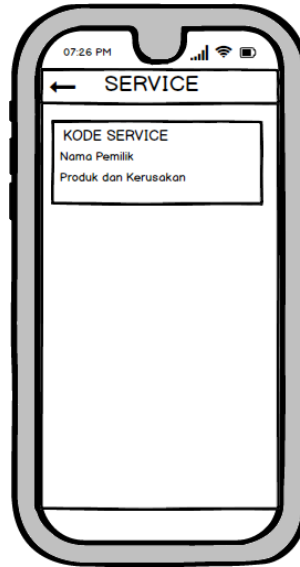 07:26 PM
SERVICE
KODE SERVICE
Nama Pemilik
Produk dan Kerusakan